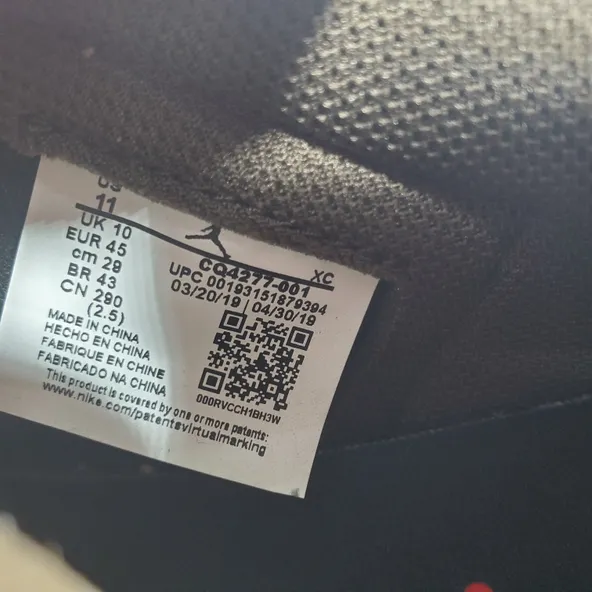 US
11
UK 10
EUR 45
cm 29
BR 43
CN 290
(2.5)
XC
CQ4277-001
UPC 00193151879394
03/20/19 | 04/30/19
000RVCCH1BH3W
MADE IN CHINA
HECHO EN CHINA
FABRIQUE EN CHINE
FABRICADO NA CHINA
This product is covered by one or more patents:
www.nike.com/patentsvirtualmarking